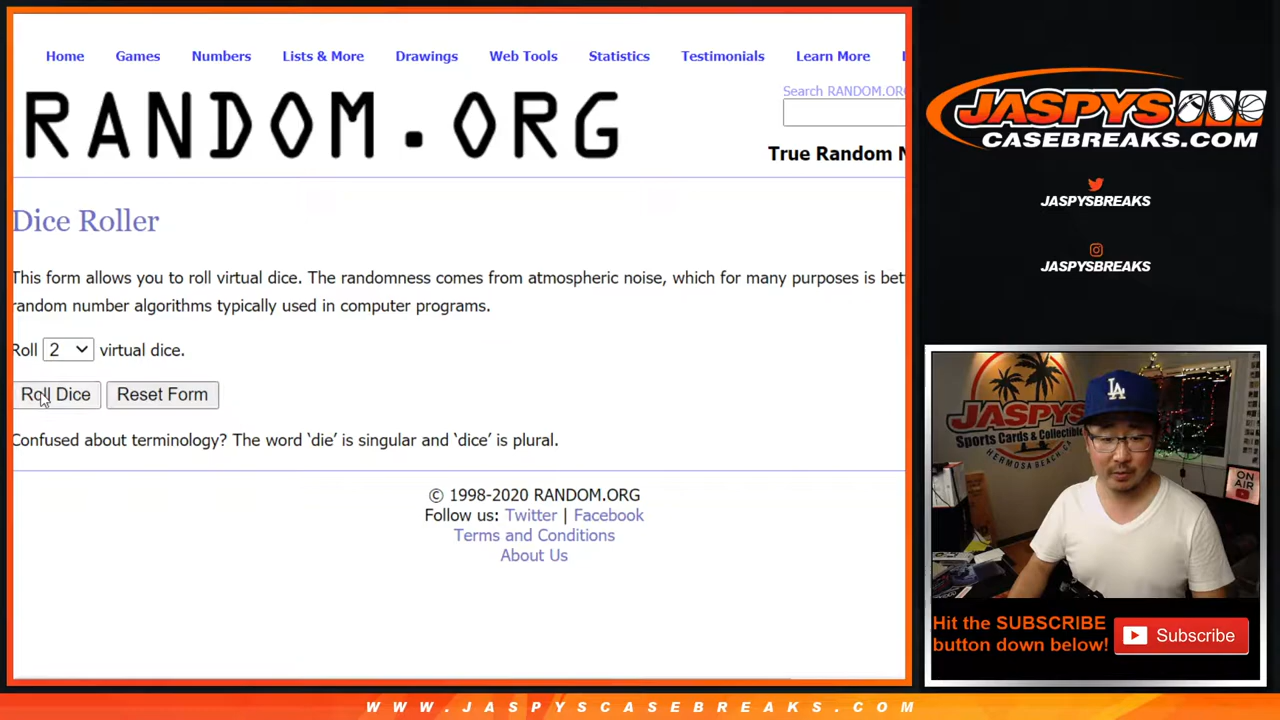 Home Games Numbers Lists & More Drawings Web Tools Statistics Testimonials Learn More
RANDOM.ORG
Search RANDOM.ORG
True Random N
Dice Roller
This form allows you to roll virtual dice. The randomness comes from atmospheric noise, which for many purposes is bet
random number algorithms typically used in computer programs.
Roll 2 virtual dice.
Roll Dice Reset Form
Confused about terminology? The word ‘die’ is singular and ‘dice’ is plural.
© 1998-2020 RANDOM.ORG
Follow us: Twitter | Facebook
Terms and Conditions
About Us
JASPYS
CASEBREAKS.COM
JASPYSBREAKS
JASPYSBREAKS
JASPYS
Sports Cards & Collectible
HERMOSA BEACH, CA
LA
ON
AIR
Hit the SUBSCRIBE
button down below!
Subscribe
WWW.JASPYSCASEBREAKS.COM